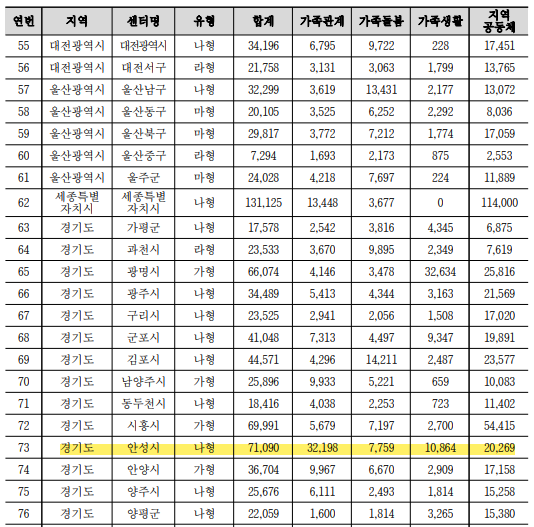 연번 지역 센터명 유형 합계 가족관계 가족돌봄 가족생활 지역 공동체
55 대전광역시 대전광역시 나형 34,196 6,795 9,722 228 17,451
56 대전광역시 대전서구 라형 21,758 3,131 3,063 1,799 13,765
57 울산광역시 울산남구 나형 32,299 3,619 13,431 2,177 13,072
58 울산광역시 울산동구 마형 20,105 3,525 6,252 2,292 8,036
59 울산광역시 울산북구 마형 29,817 3,772 7,212 1,774 17,059
60 울산광역시 울산중구 라형 7,294 1,693 2,173 875 2,553
61 울산광역시 울주군 마형 24,028 4,218 7,697 224 11,889
62 세종특별자치시 세종특별자치시 나형 131,125 13,448 3,677 0 114,000
63 경기도 가평군 나형 17,578 2,542 3,816 4,345 6,875
64 경기도 과천시 라형 23,533 3,670 9,895 2,349 7,619
65 경기도 광명시 가형 66,074 4,146 3,478 32,634 25,816
66 경기도 광주시 나형 34,489 5,413 4,344 3,163 21,569
67 경기도 구리시 나형 23,525 2,941 2,056 1,508 17,020
68 경기도 군포시 나형 41,048 7,313 4,497 9,347 19,891
69 경기도 김포시 나형 44,571 4,296 14,211 2,487 23,577
70 경기도 남양주시 가형 25,896 9,933 5,221 659 10,083
71 경기도 동두천시 나형 18,416 4,038 2,253 723 11,402
72 경기도 시흥시 가형 69,991 5,679 7,197 2,700 54,415
73 경기도 안성시 나형 71,090 32,198 7,759 10,864 20,269
74 경기도 안양시 가형 36,704 9,967 6,670 2,909 17,158
75 경기도 양주시 나형 25,676 6,111 2,493 1,814 15,258
76 경기도 양평군 나형 22,059 1,600 1,814 3,265 15,380